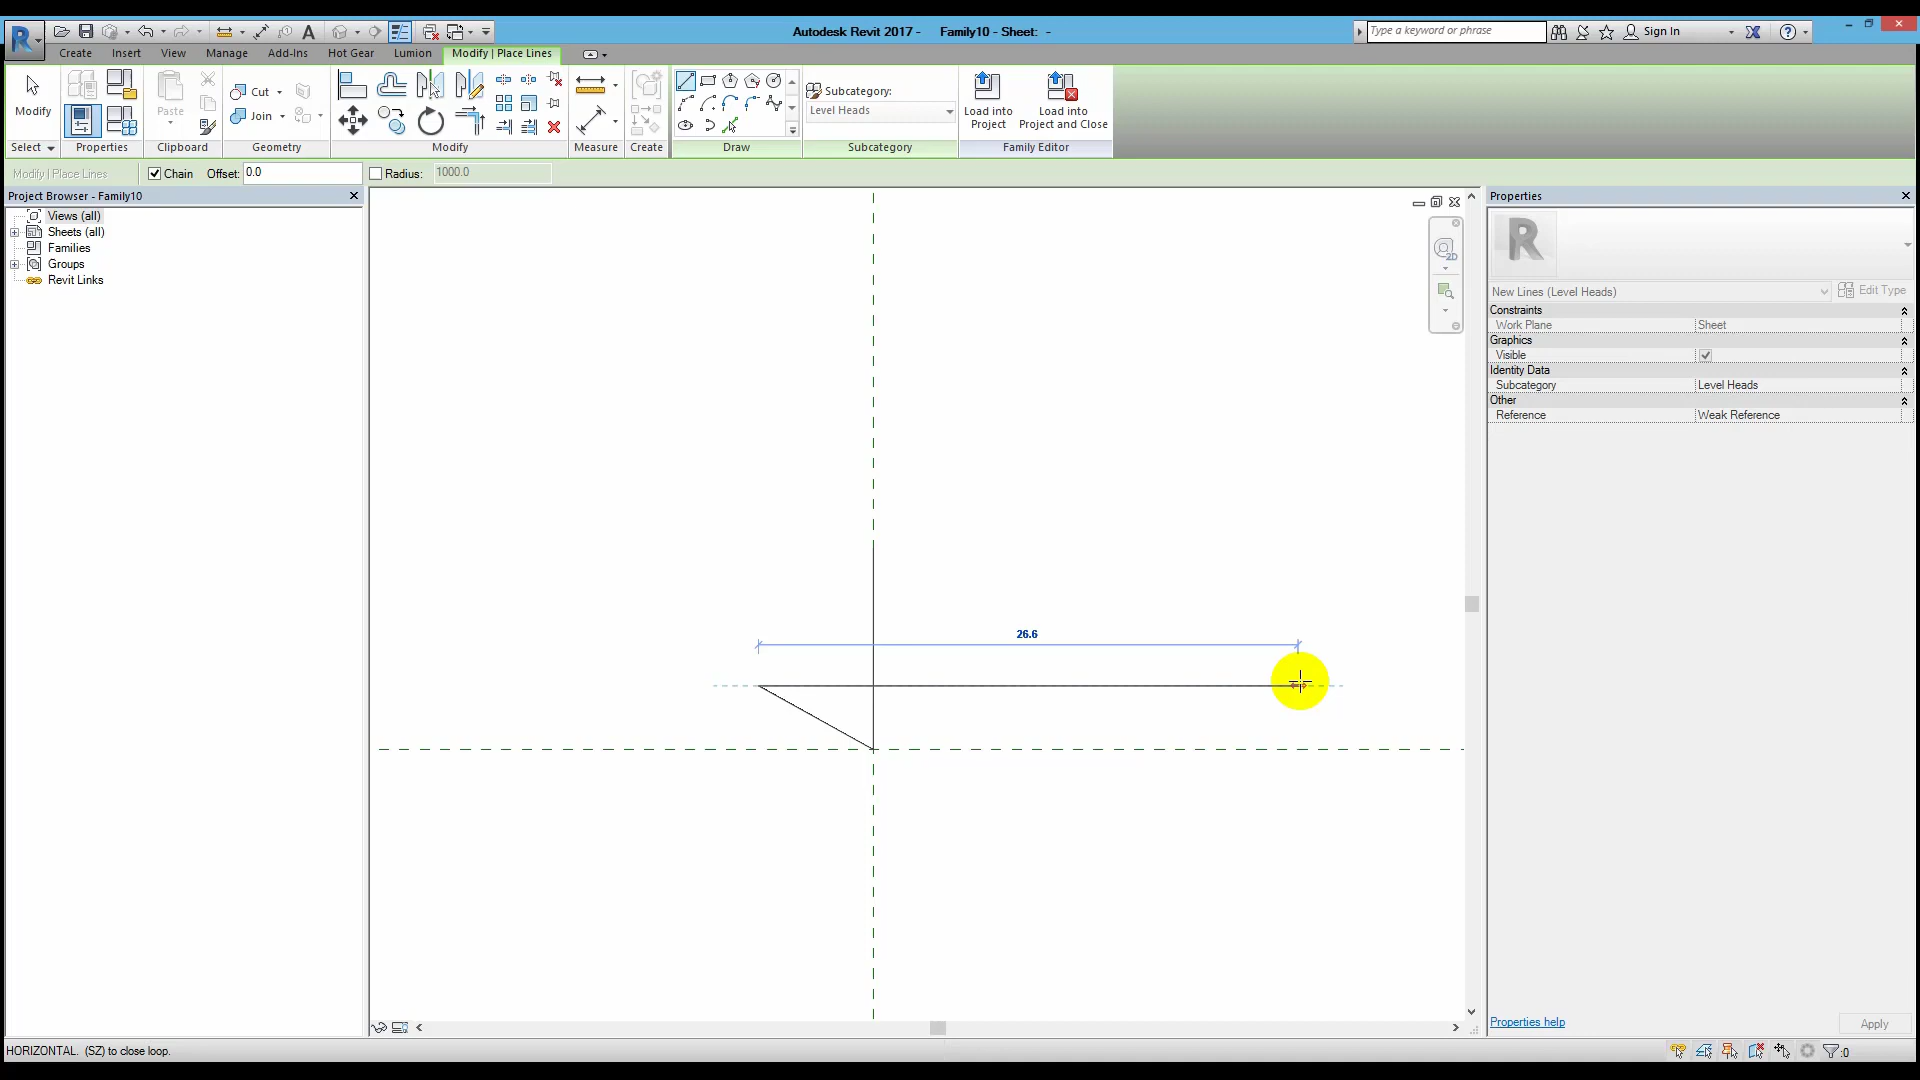 Autodesk Revit 2017 - Family10 - Sheet: -
Type a keyword or phrase
Sign In
Create Insert View Manage Add-Ins Hot Gear Lumion Modify | Place Lines
Modify
Select
Properties
Paste
Clipboard
Cut
Join
Geometry
Modify
Measure
Create
Draw
Subcategory:
Level Heads
Subcategory
Load into Project
Load into Project and Close
Family Editor
Modify | Place Lines Chain Offset: 0.0 Radius: 1000.0
Project Browser - Family10
Views (all)
Sheets (all)
Families
Groups
Revit Links
2D
26.6
Properties
R
New Lines (Level Heads) Edit Type
Constraints
Work Plane Sheet
Graphics
Visible
Identity Data
Subcategory Level Heads
Other
Reference Weak Reference
Properties help Apply
HORIZONTAL. (SZ) to close loop.
:0